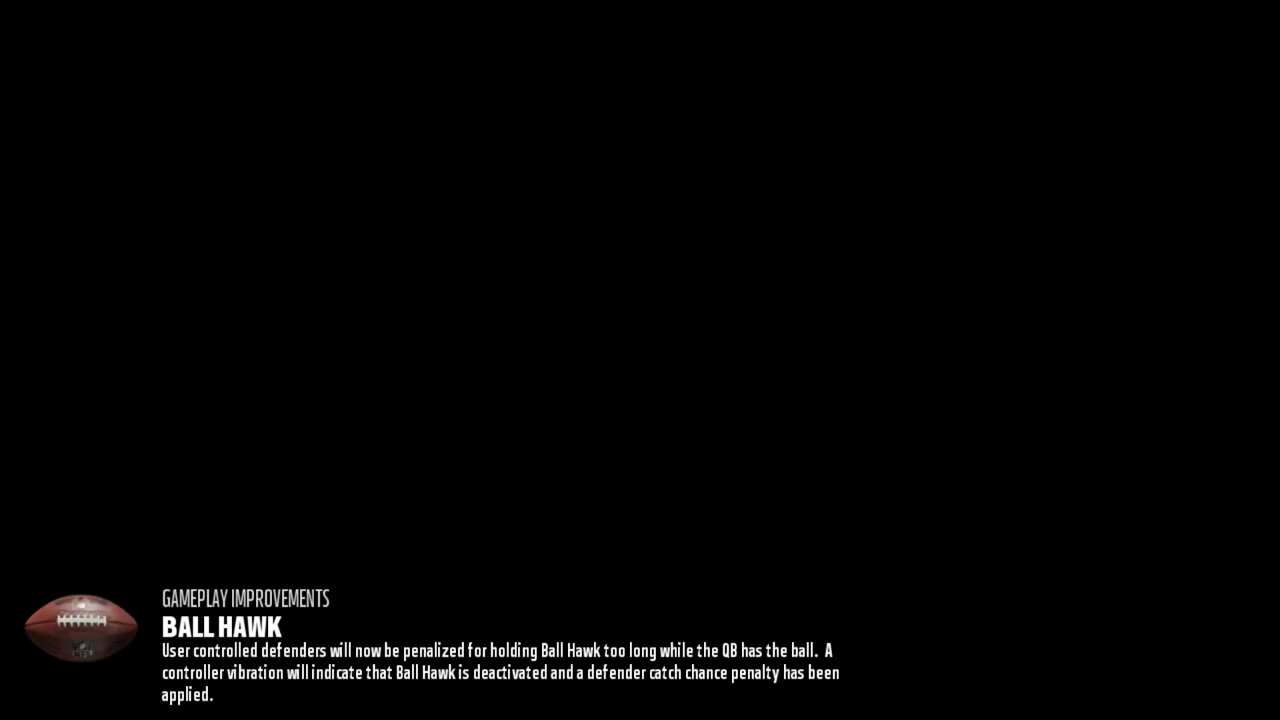 GAMEPLAY IMPROVEMENTS
BALL HAWK
User controlled defenders will now be penalized for holding Ball Hawk too long while the QB has the ball.  A
controller vibration will indicate that Ball Hawk is deactivated and a defender catch chance penalty has been
applied.